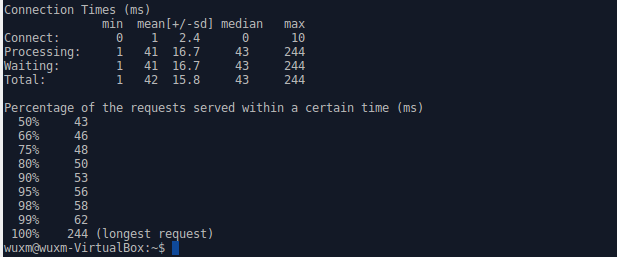 Connection Times (ms)
              min  mean[+/-sd] median   max
Connect:        0    1   2.4      0      10
Processing:     1   41  16.7     43     244
Waiting:        1   41  16.7     43     244
Total:          1   42  15.8     43     244

Percentage of the requests served within a certain time (ms)
  50%     43
  66%     46
  75%     48
  80%     50
  90%     53
  95%     56
  98%     58
  99%     62
 100%    244 (longest request)
wuxm@wuxm-VirtualBox:~$